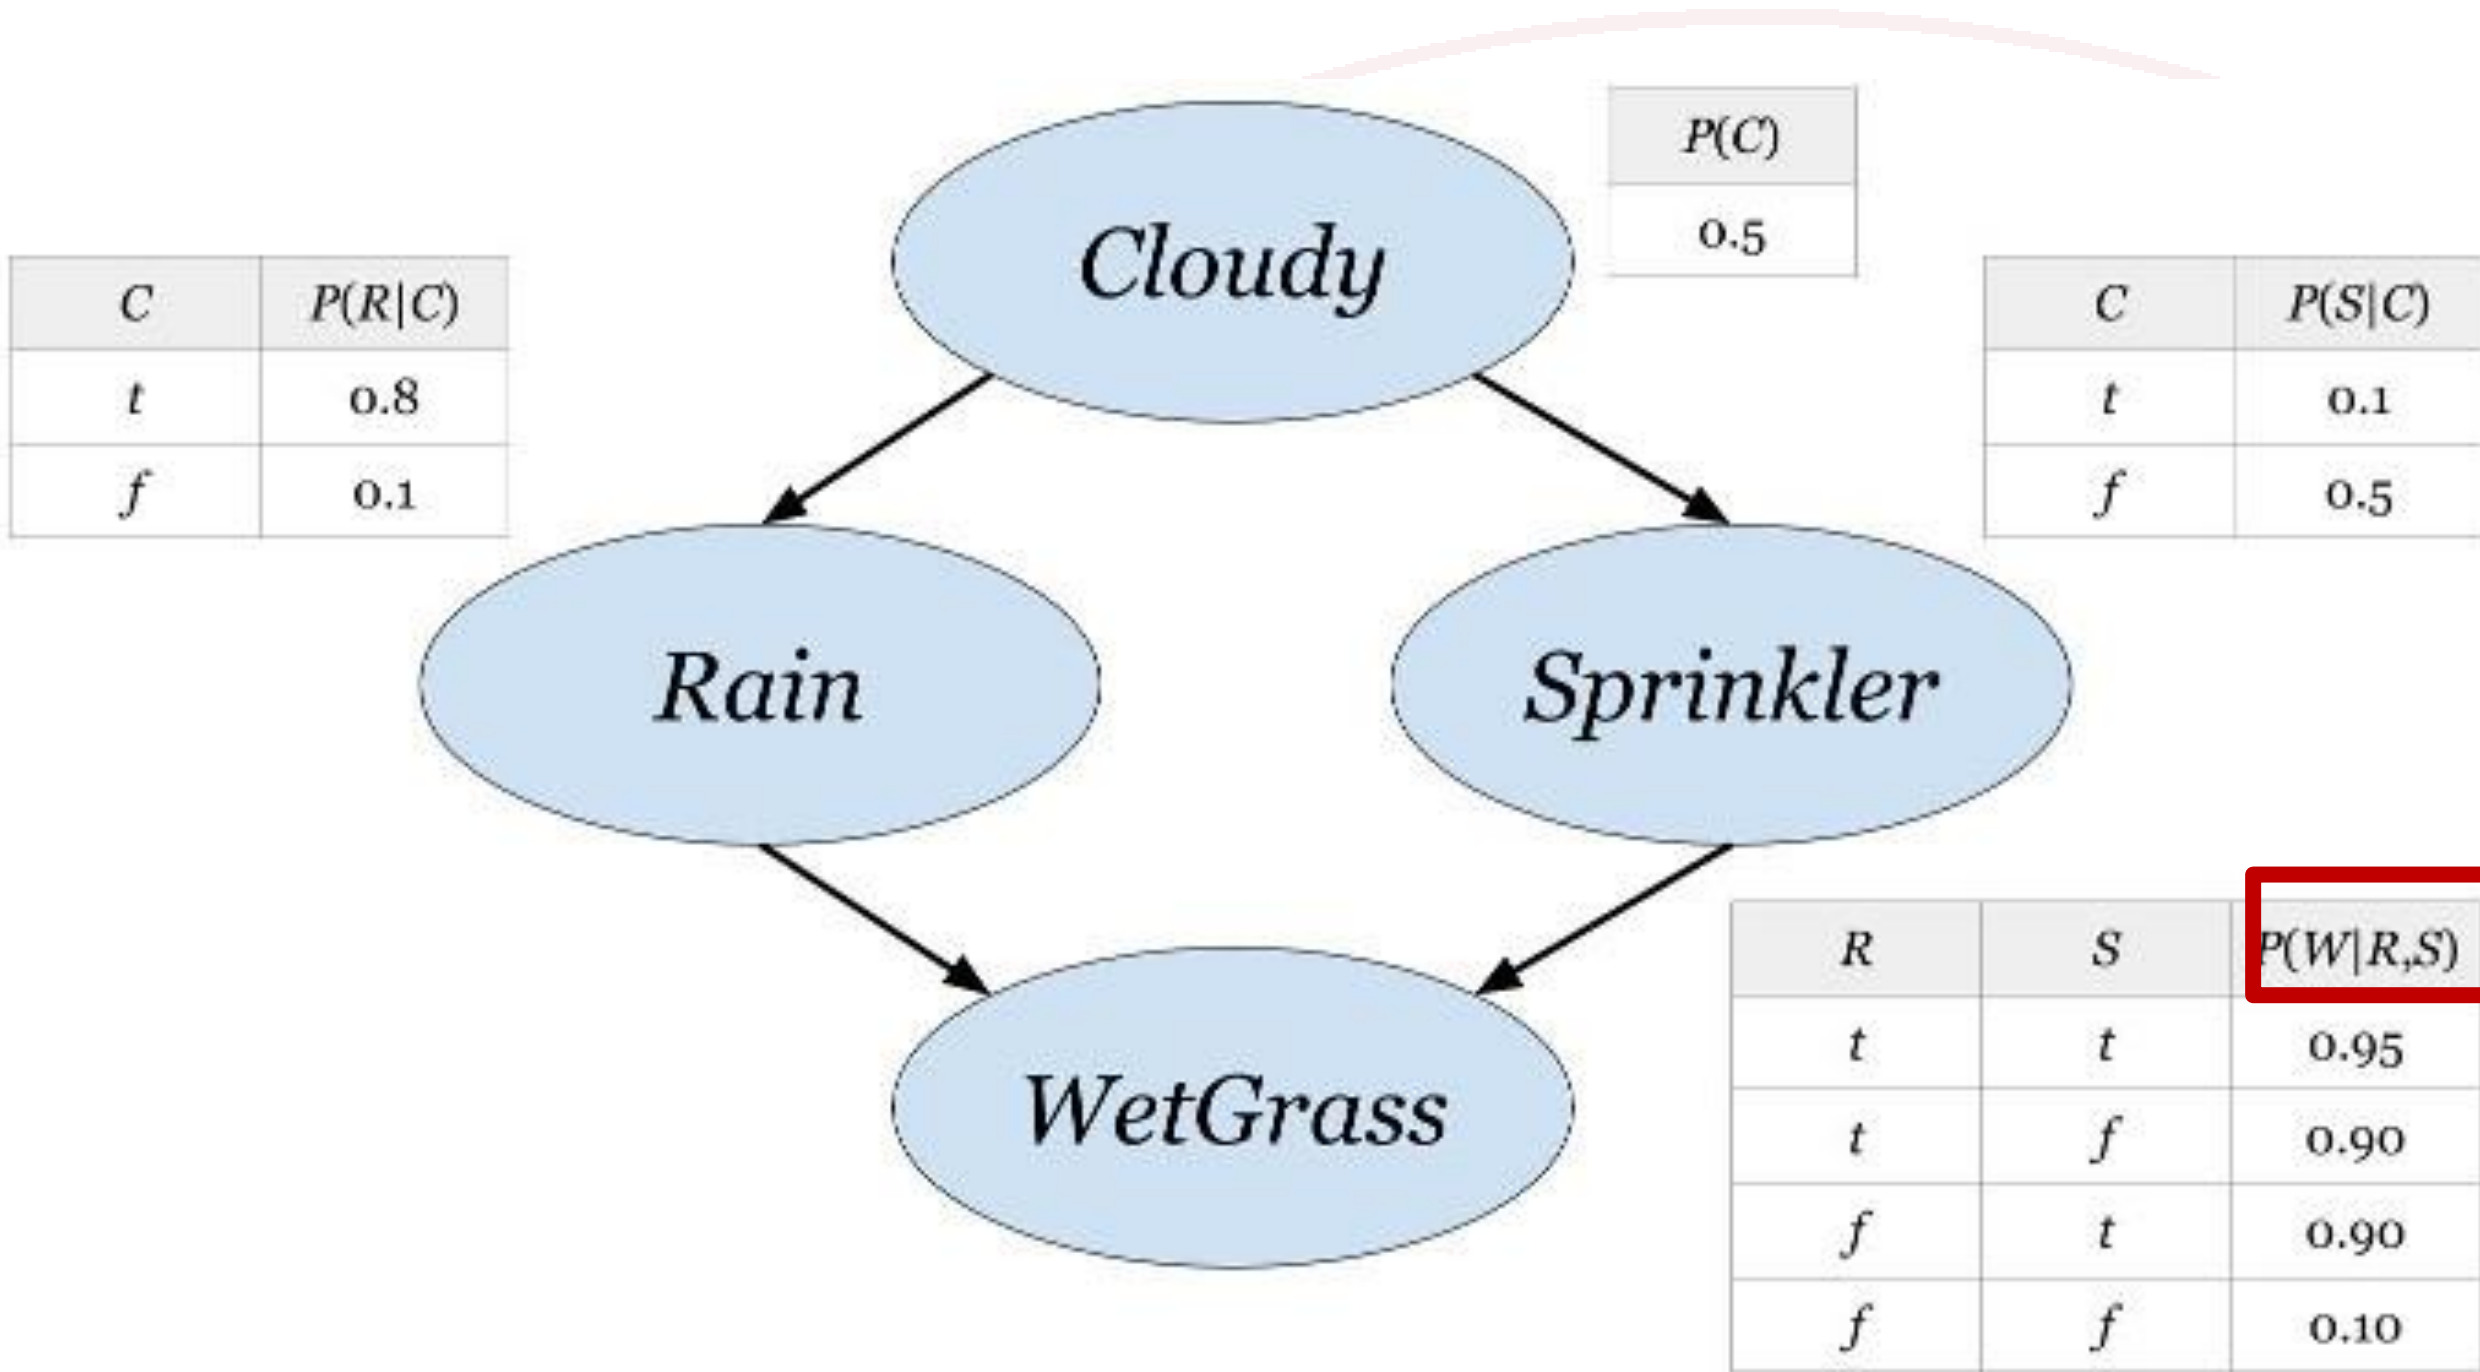 P(C)
0.5
Cloudy
C P(R|C)
t 0.8
f 0.1
C P(S|C)
t 0.1
f 0.5
Rain
Sprinkler
WetGrass
R S P(W|R,S)
t t 0.95
t f 0.90
f t 0.90
f f 0.10